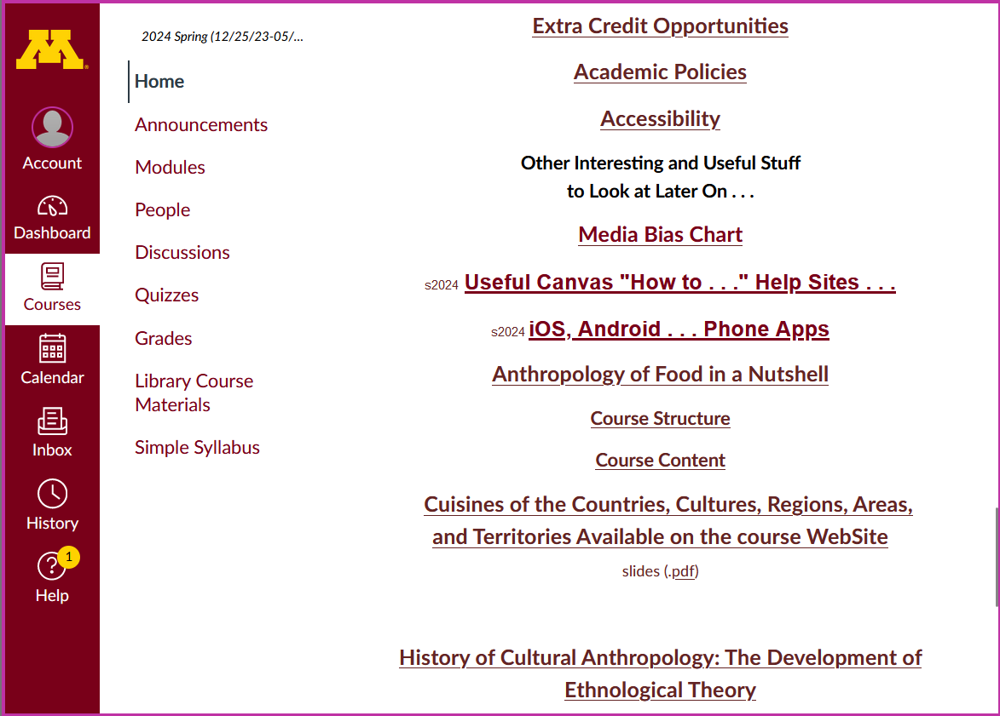 M
Account
Dashboard
Courses
Calendar
Inbox
History
1
Help
2024 Spring (12/25/23-05/...
Home
Announcements
Modules
People
Discussions
Quizzes
Grades
Library Course
Materials
Simple Syllabus
Extra Credit Opportunities
Academic Policies
Accessibility
Other Interesting and Useful Stuff
to Look at Later On . . .
Media Bias Chart
s2024 Useful Canvas "How to . . ." Help Sites . . .
s2024 iOS, Android . . . Phone Apps
Anthropology of Food in a Nutshell
Course Structure
Course Content
Cuisines of the Countries, Cultures, Regions, Areas,
and Territories Available on the course WebSite
slides (.pdf)
History of Cultural Anthropology: The Development of
Ethnological Theory